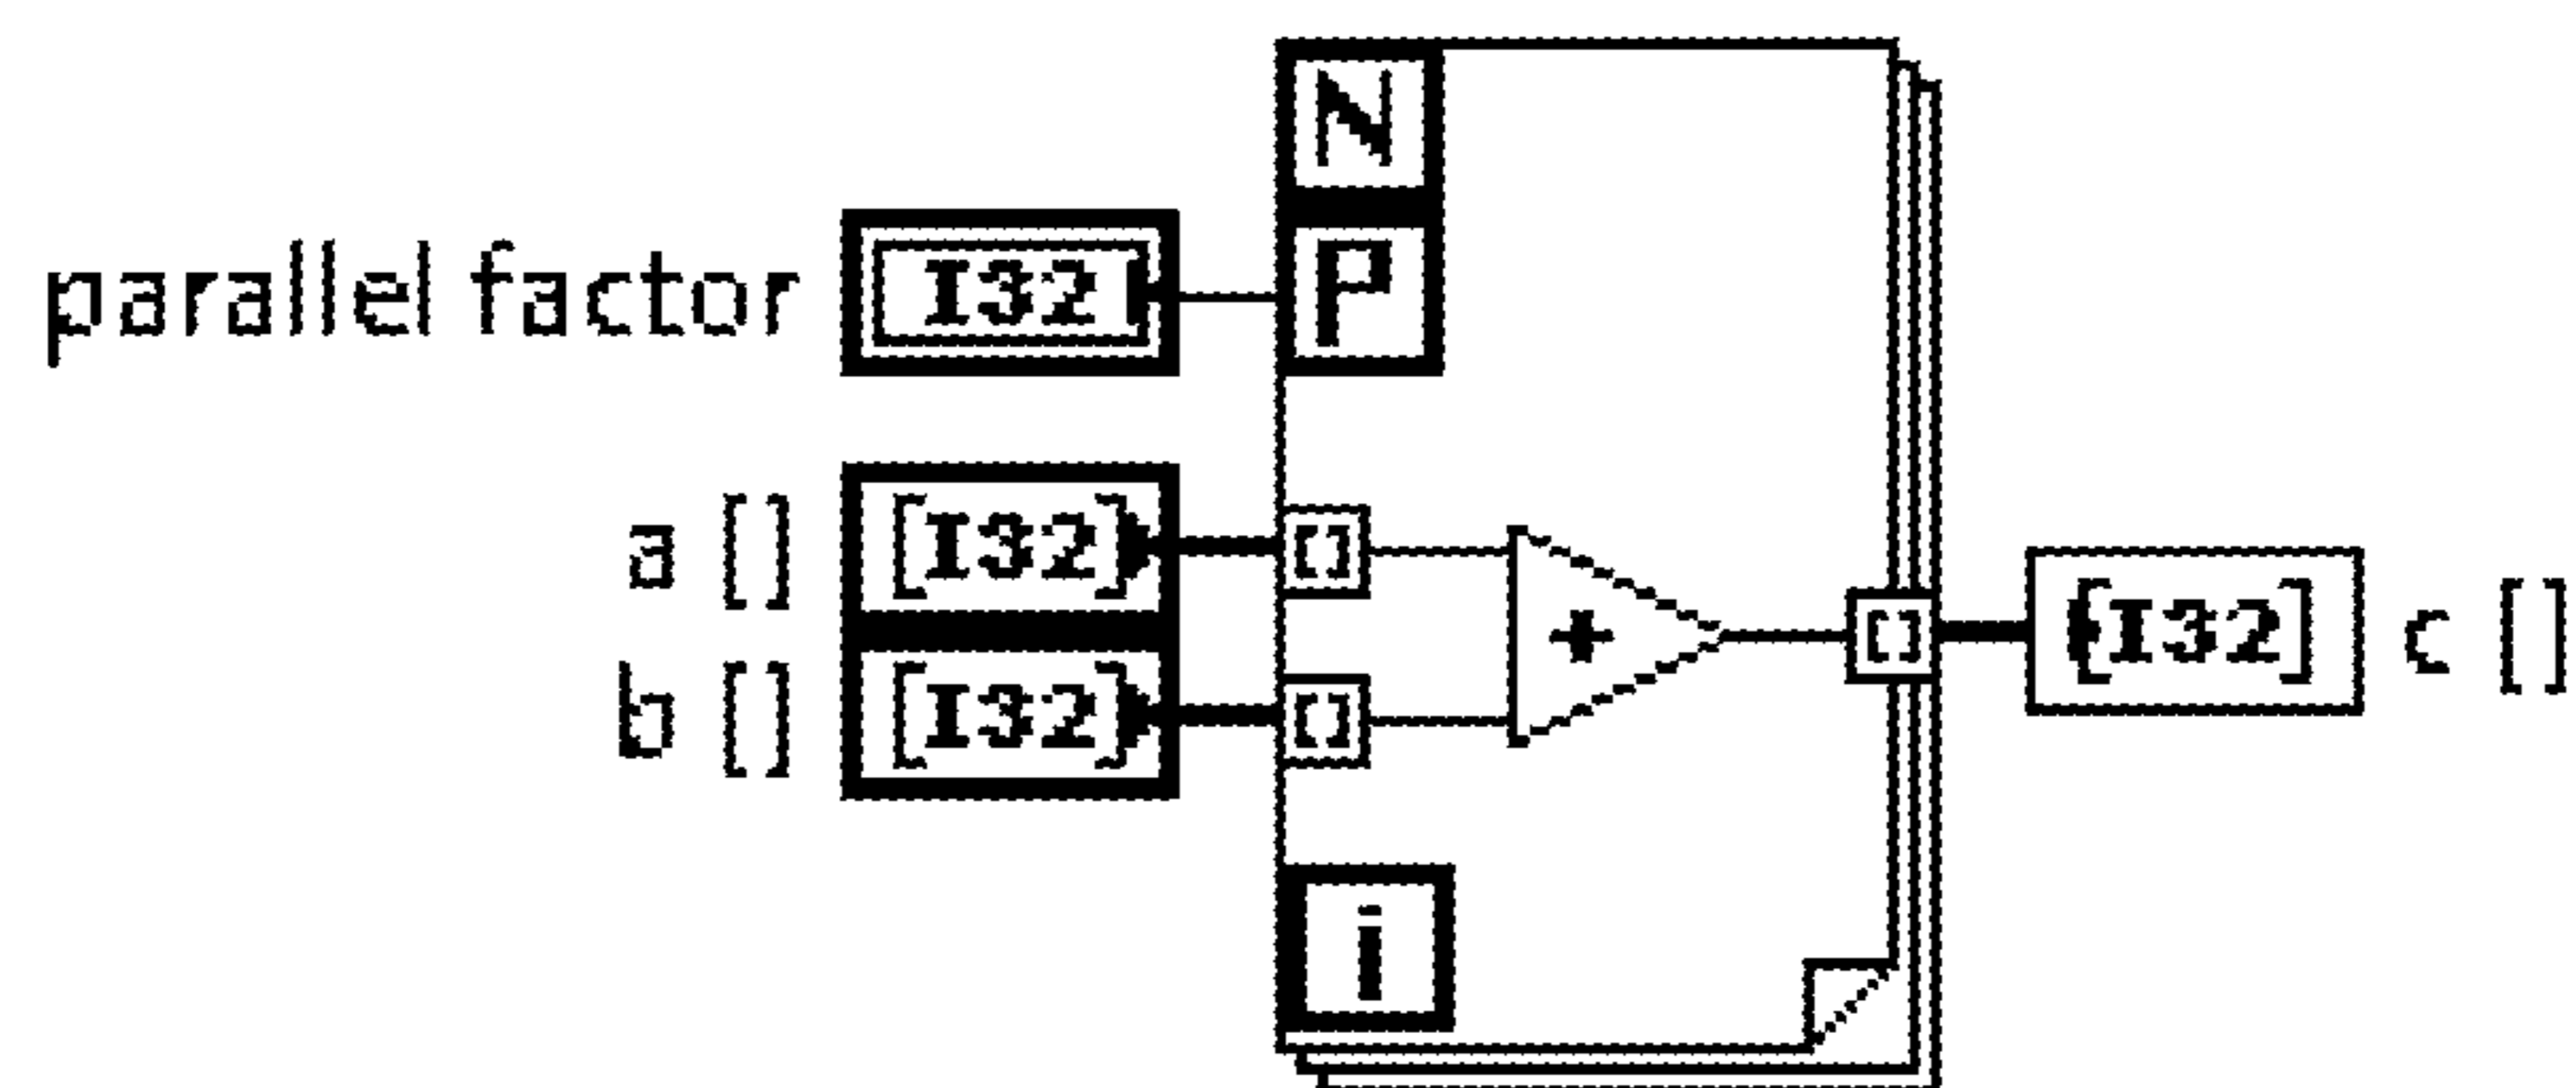 N
parallel factor I32 P
a [] [I32]
b [] [I32]
+
[I32] c []
i